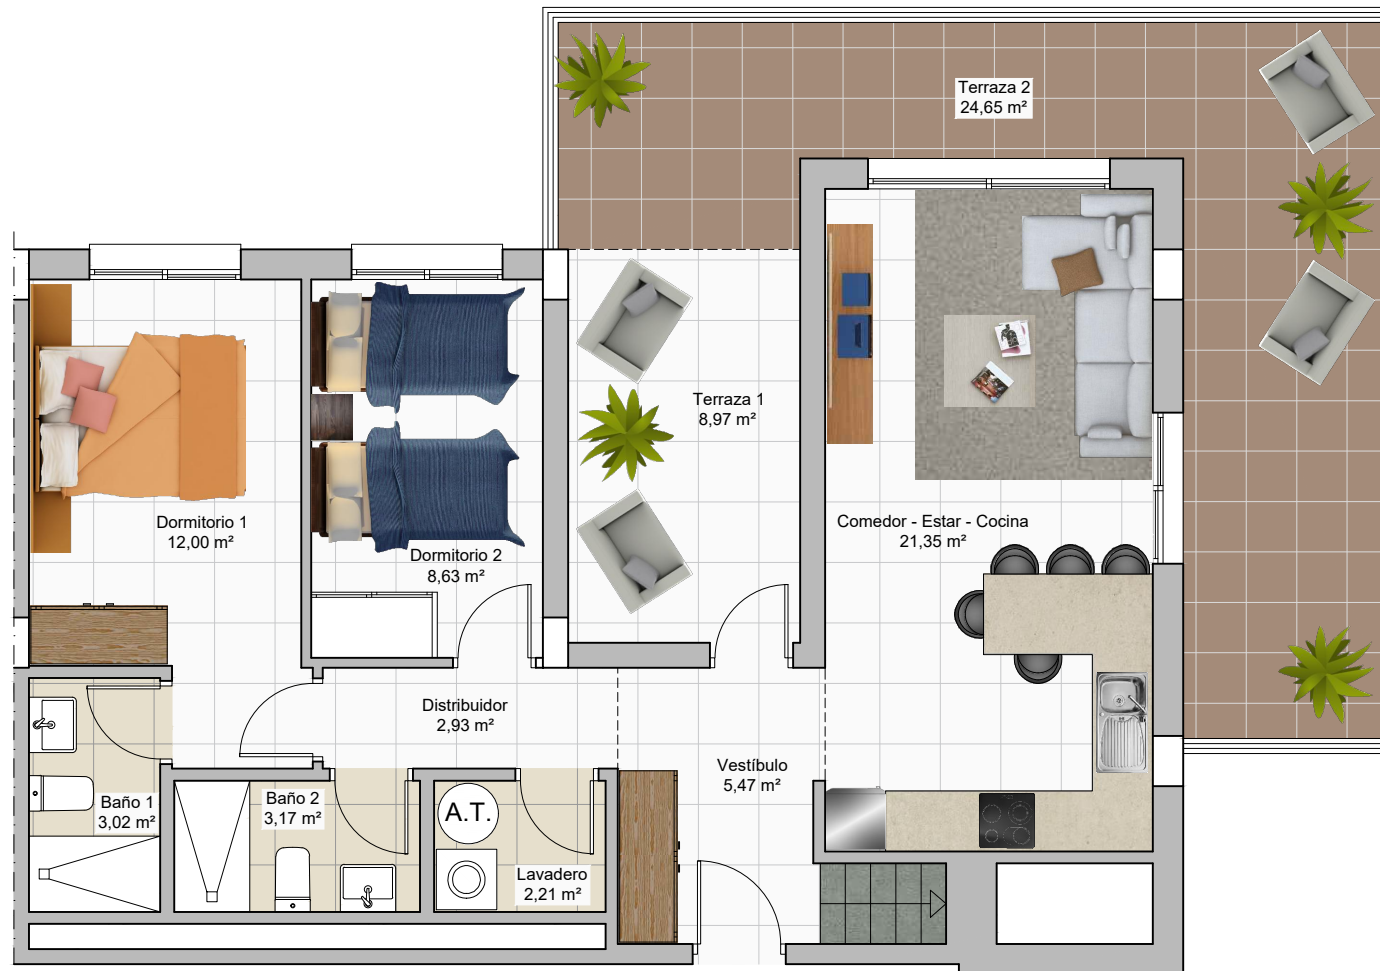 Terraza 2
24,65 m²
Terraza 1
8,97 m²
Dormitorio 1
12,00 m²
Dormitorio 2
8,63 m²
Comedor - Estar - Cocina
21,35 m²
Distribuidor
2,93 m²
Vestíbulo
5,47 m²
Baño 1
3,02 m²
Baño 2
3,17 m²
A.T.
Lavadero
2,21 m²